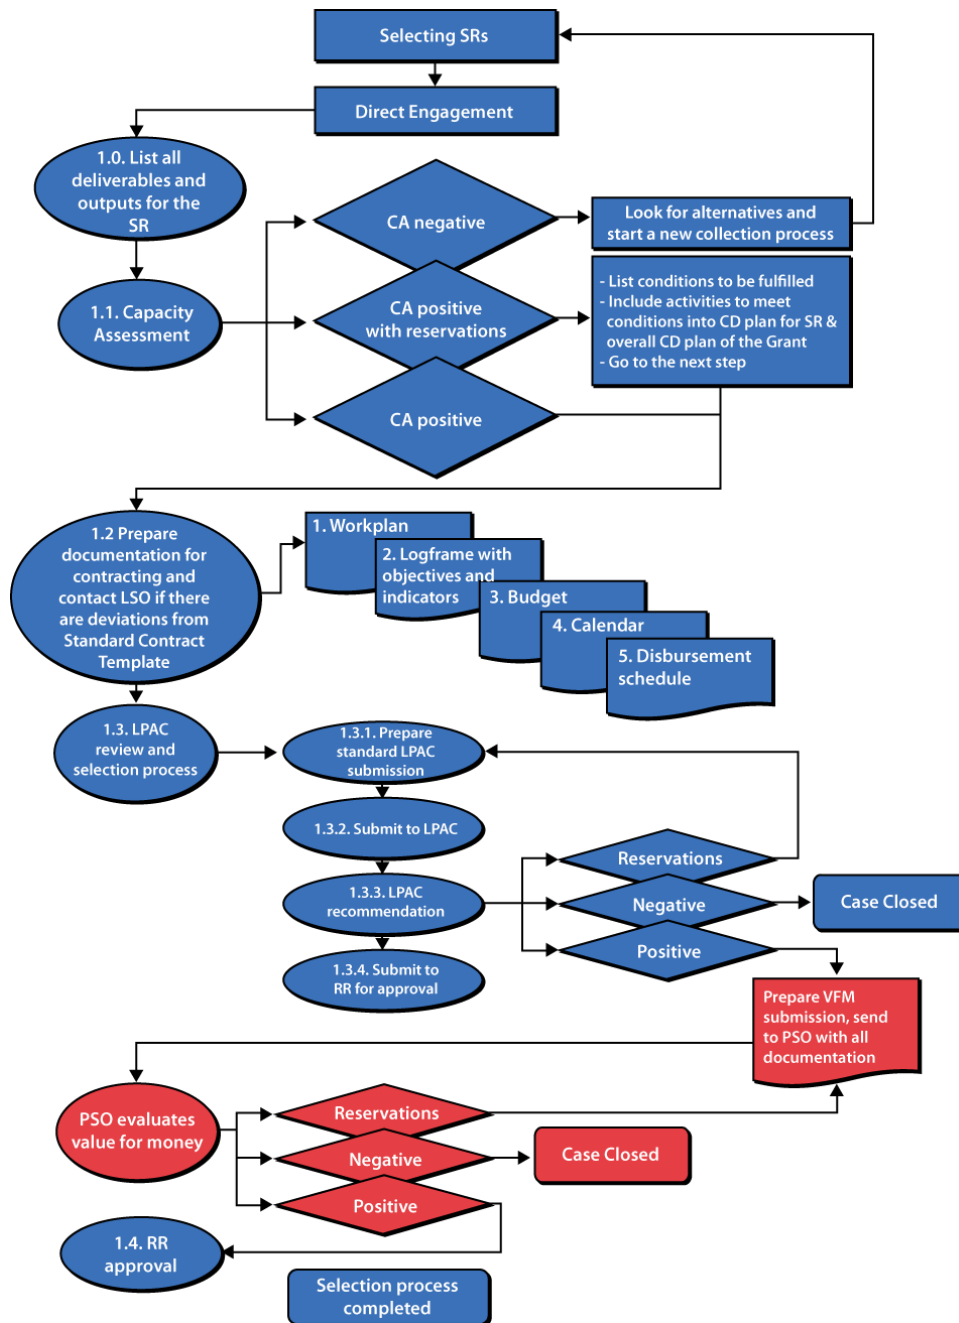 Selecting SRs
Direct Engagement
1.0. List all
deliverables and
outputs for the
SR
CA negative
Look for alternatives and
start a new collection process
1.1. Capacity
Assessment
CA positive
with reservations
- List conditions to be fulfilled
- Include activities to meet
conditions into CD plan for SR &
overall CD plan of the Grant
- Go to the next step
CA positive
1.2 Prepare
documentation for
contracting and
contact LSO if there
are deviations from
Standard Contract
Template
1. Workplan
2. Logframe with
objectives and
indicators
3. Budget
4. Calendar
5. Disbursement
schedule
1.3. LPAC
review and
selection process
1.3.1. Prepare
standard LPAC
submission
1.3.2. Submit to LPAC
1.3.3. LPAC
recommendation
Reservations
Negative
Positive
Case Closed
1.3.4. Submit to
RR for approval
Prepare VFM
submission, send
to PSO with all
documentation
PSO evaluates
value for money
Reservations
Negative
Positive
Case Closed
1.4. RR
approval
Selection process
completed